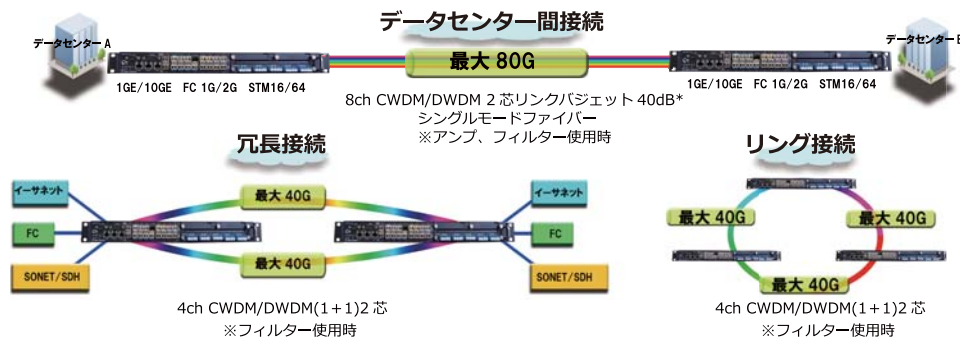 データセンター間接続
データセンター A
最大 80G
データセンター B
1GE/10GE FC 1G/2G STM16/64
1GE/10GE FC 1G/2G STM16/64
8ch CWDM/DWDM 2 芯リンクバジェット 40dB*
シングルモードファイバー
※アンプ、フィルター使用時
冗長接続
イーサネット
FC
SONET/SDH
最大 40G
最大 40G
イーサネット
FC
SONET/SDH
4ch CWDM/DWDM(1+1)2 芯
※フィルター使用時
リング接続
最大 40G
最大 40G
最大 40G
4ch CWDM/DWDM(1+1)2 芯
※フィルター使用時